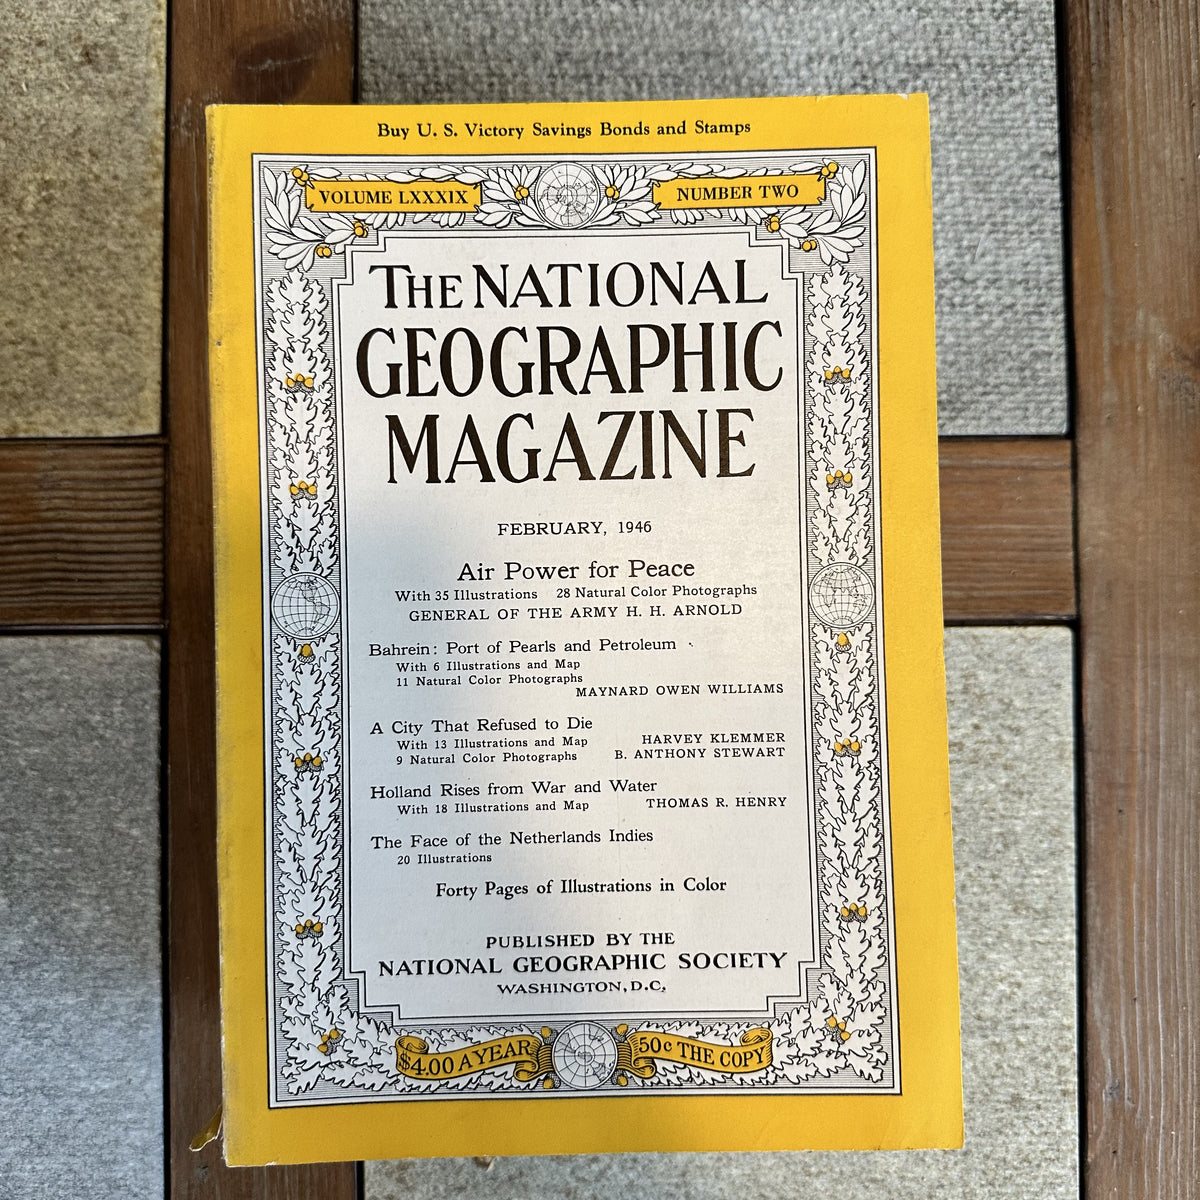 Buy U. S. Victory Savings Bonds and Stamps
VOLUME LXXXIX
NUMBER TWO
THE NATIONAL
GEOGRAPHIC
MAGAZINE
FEBRUARY, 1946
Air Power for Peace
With 35 Illustrations 28 Natural Color Photographs
GENERAL OF THE ARMY H. H. ARNOLD
Bahrein: Port of Pearls and Petroleum
With 6 Illustrations and Map
11 Natural Color Photographs
MAYNARD OWEN WILLIAMS
A City That Refused to Die
With 13 Illustrations and Map
HARVEY KLEMMER
9 Natural Color Photographs
B. ANTHONY STEWART
Holland Rises from War and Water
With 18 Illustrations and Map
THOMAS R. HENRY
The Face of the Netherlands Indies
20 Illustrations
Forty Pages of Illustrations in Color
PUBLISHED BY THE
NATIONAL GEOGRAPHIC SOCIETY
WASHINGTON, D.C.
$4.00 A YEAR
50c THE COPY